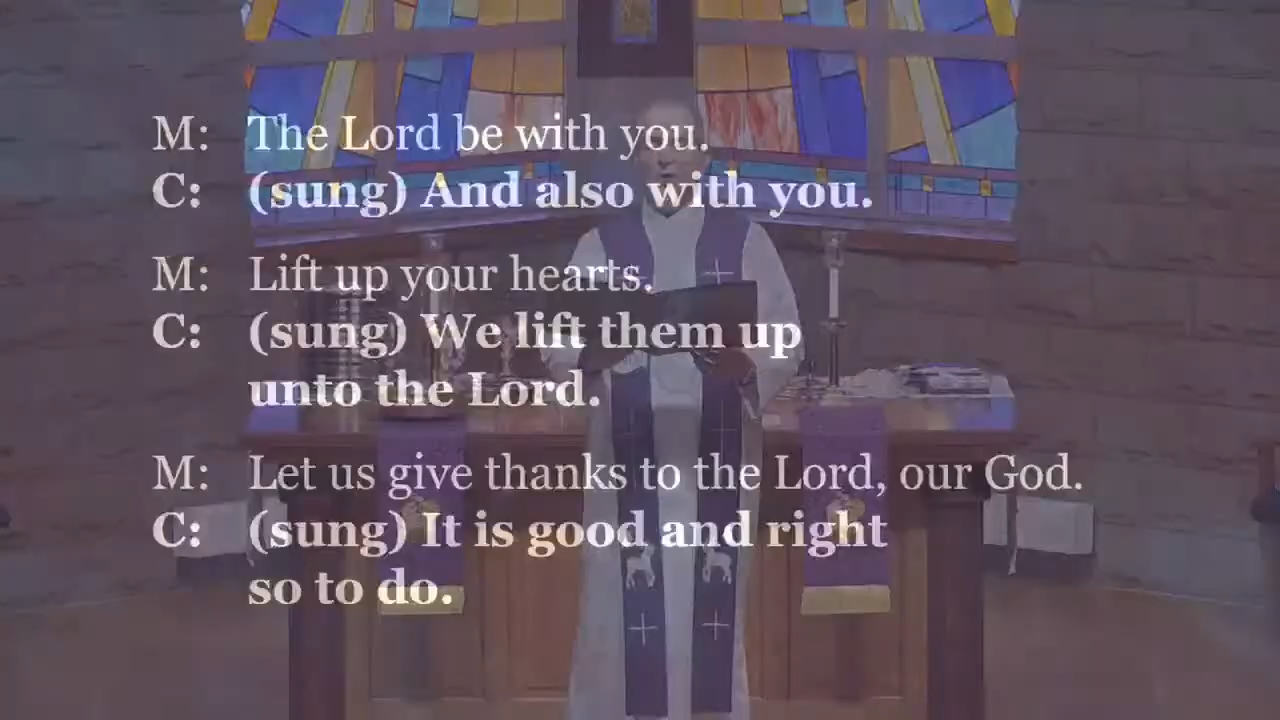 M: The Lord be with you.
C: (sung) And also with you.
M: Lift up your hearts.
C: (sung) We lift them up
unto the Lord.
M: Let us give thanks to the Lord, our God.
C: (sung) It is good and right
so to do.